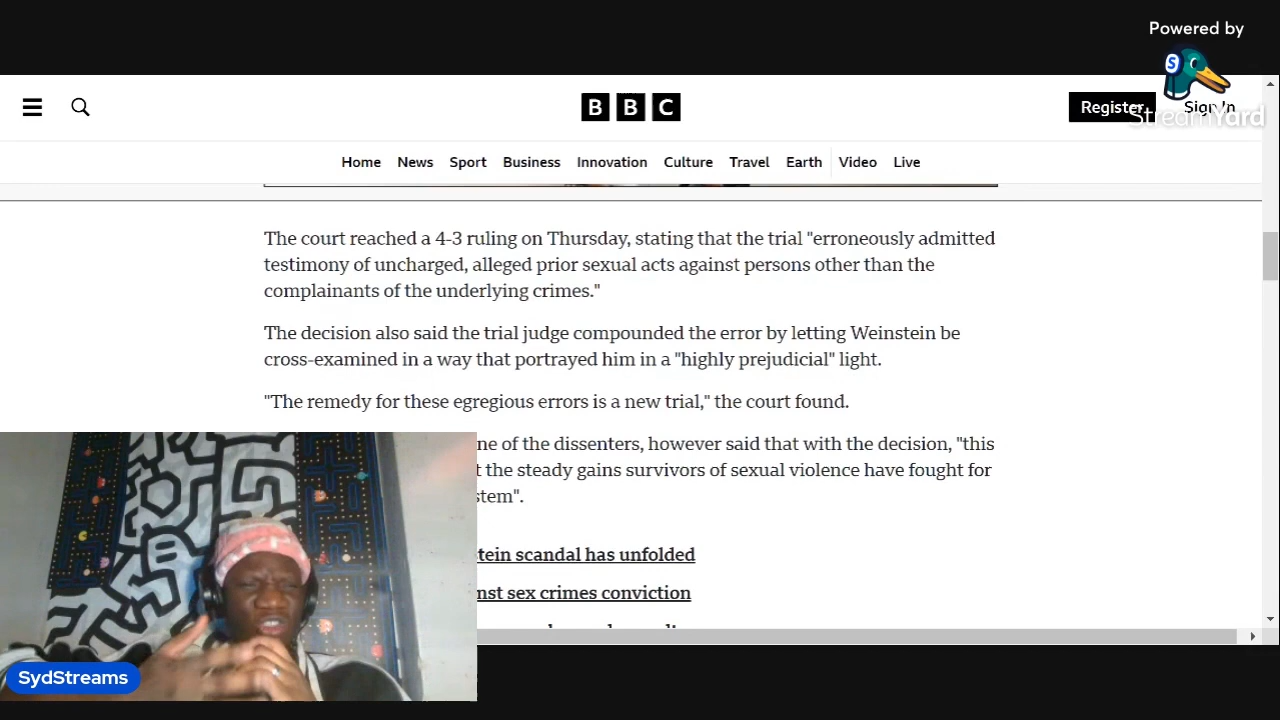 Powered by
BBC
Register
Sign In
StreamYard
Home News Sport Business Innovation Culture Travel Earth Video Live
The court reached a 4-3 ruling on Thursday, stating that the trial "erroneously admitted
testimony of uncharged, alleged prior sexual acts against persons other than the
complainants of the underlying crimes."
The decision also said the trial judge compounded the error by letting Weinstein be
cross-examined in a way that portrayed him in a "highly prejudicial" light.
"The remedy for these egregious errors is a new trial," the court found.
of the dissenters, however said that with the decision, "this
the steady gains survivors of sexual violence have fought for
scandal has unfolded
sex crimes conviction
SydStreams